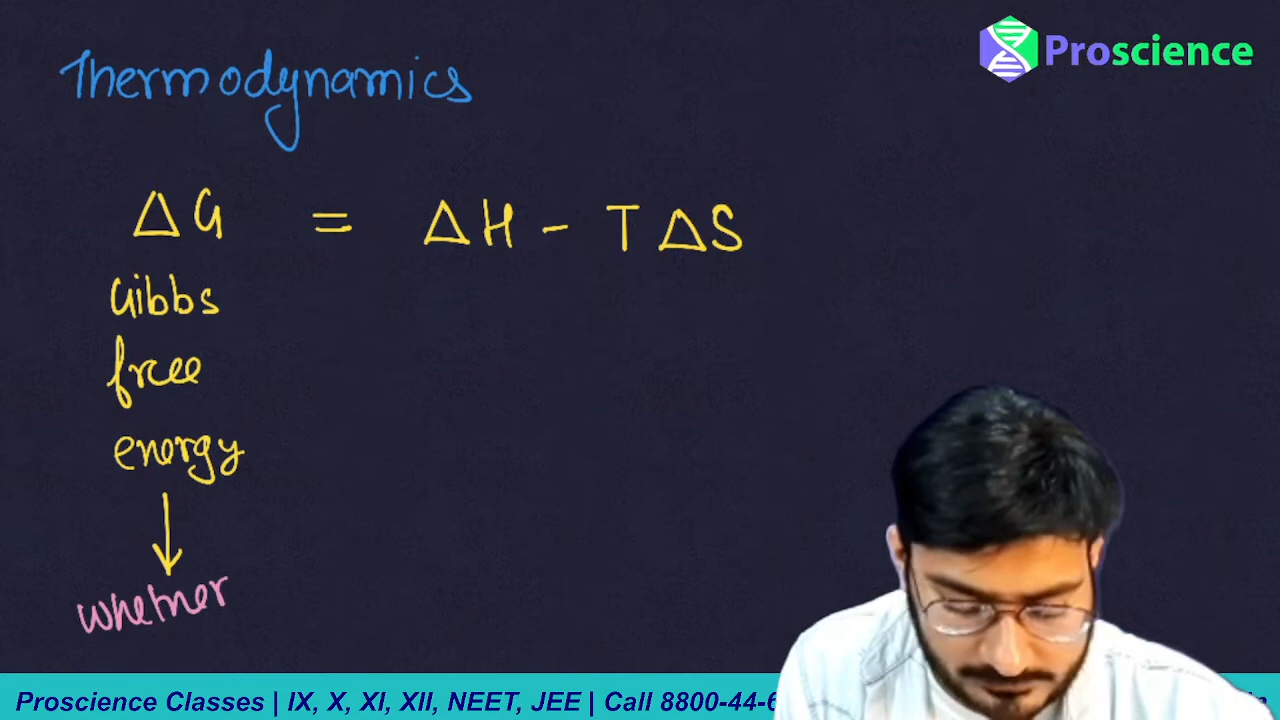 Thermodynamics
Proscience
ΔG = ΔH - TΔS
Gibbs
free
energy
whether
Proscience Classes | IX, X, XI, XII, NEET, JEE | Call 8800-44-